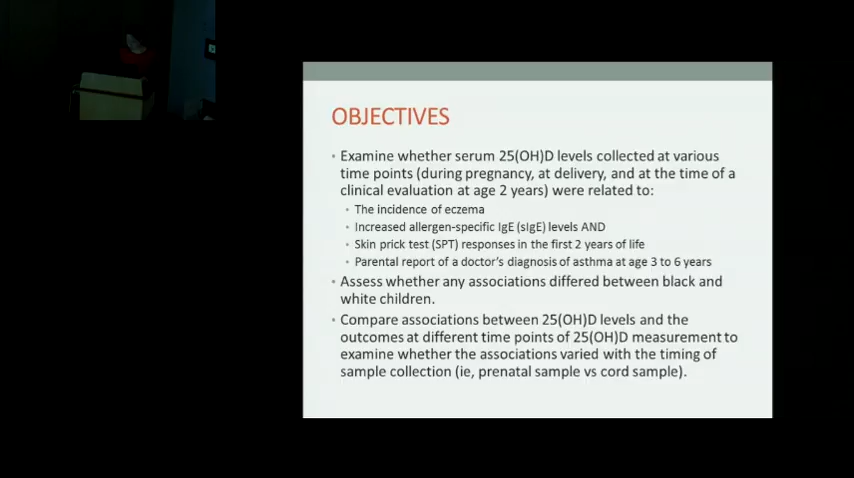 OBJECTIVES
• Examine whether serum 25(OH)D levels collected at various
time points (during pregnancy, at delivery, and at the time of a
clinical evaluation at age 2 years) were related to:
• The incidence of eczema
• Increased allergen-specific IgE (sIgE) levels AND
• Skin prick test (SPT) responses in the first 2 years of life
• Parental report of a doctor's diagnosis of asthma at age 3 to 6 years
• Assess whether any associations differed between black and
white children.
• Compare associations between 25(OH)D levels and the
outcomes at different time points of 25(OH)D measurement to
examine whether the associations varied with the timing of
sample collection (ie, prenatal sample vs cord sample).